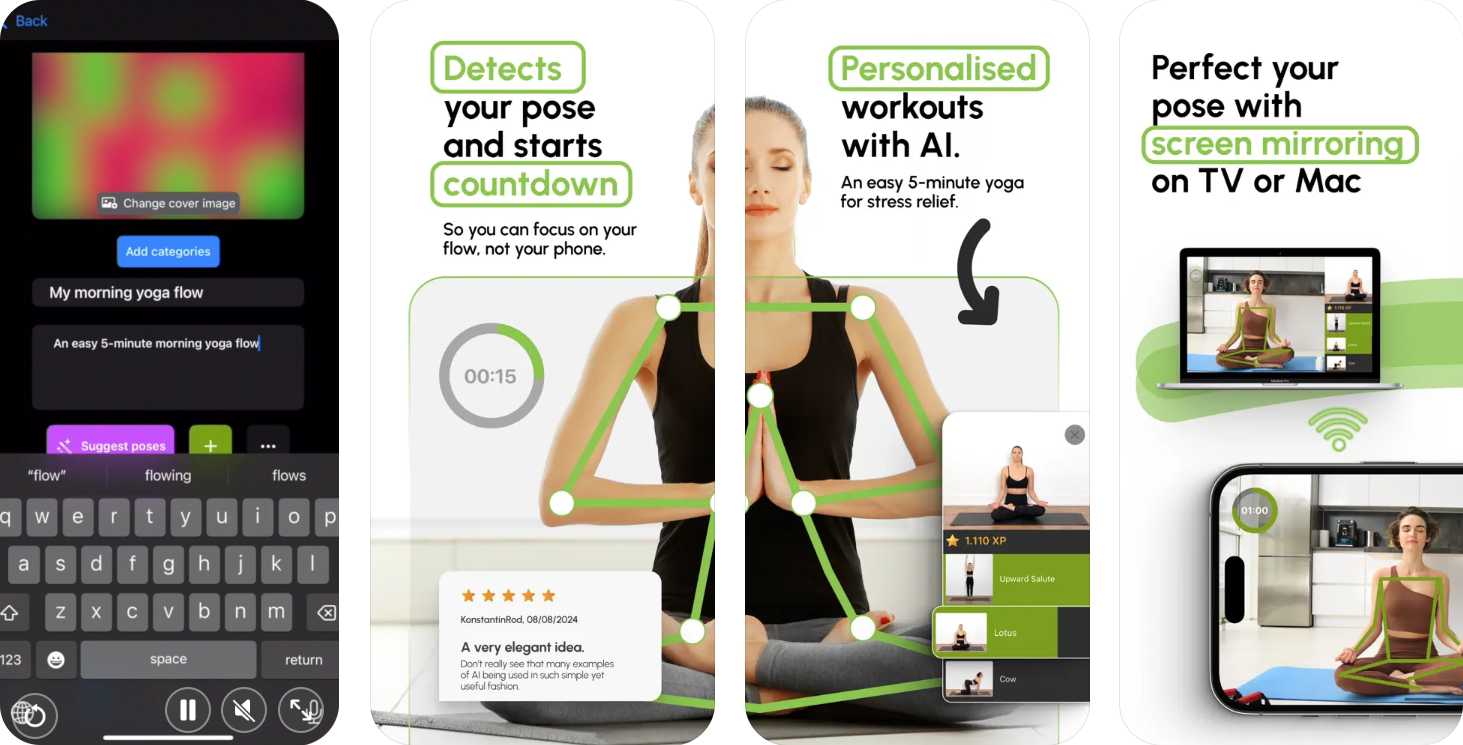 Back
Change cover image
Add categories
My morning yoga flow
An easy 5-minute morning yoga flow
Suggest poses
+
...
"flow" flowing flows
q w e r t y u i o p
a s d f g h j k l
z x c v b n m
123 space return
Detects
your pose
and starts
countdown
So you can focus on your
flow, not your phone.
00:15
KonstantinRod, 08/08/2024
A very elegant idea.
Don't really see that many examples
of AI being used in such simple yet
useful fashion.
Personalised
workouts
with AI.
An easy 5-minute yoga
for stress relief.
1.110 XP
Upward Salute
Lotus
Cow
Perfect your
pose with
screen mirroring
on TV or Mac
01:00